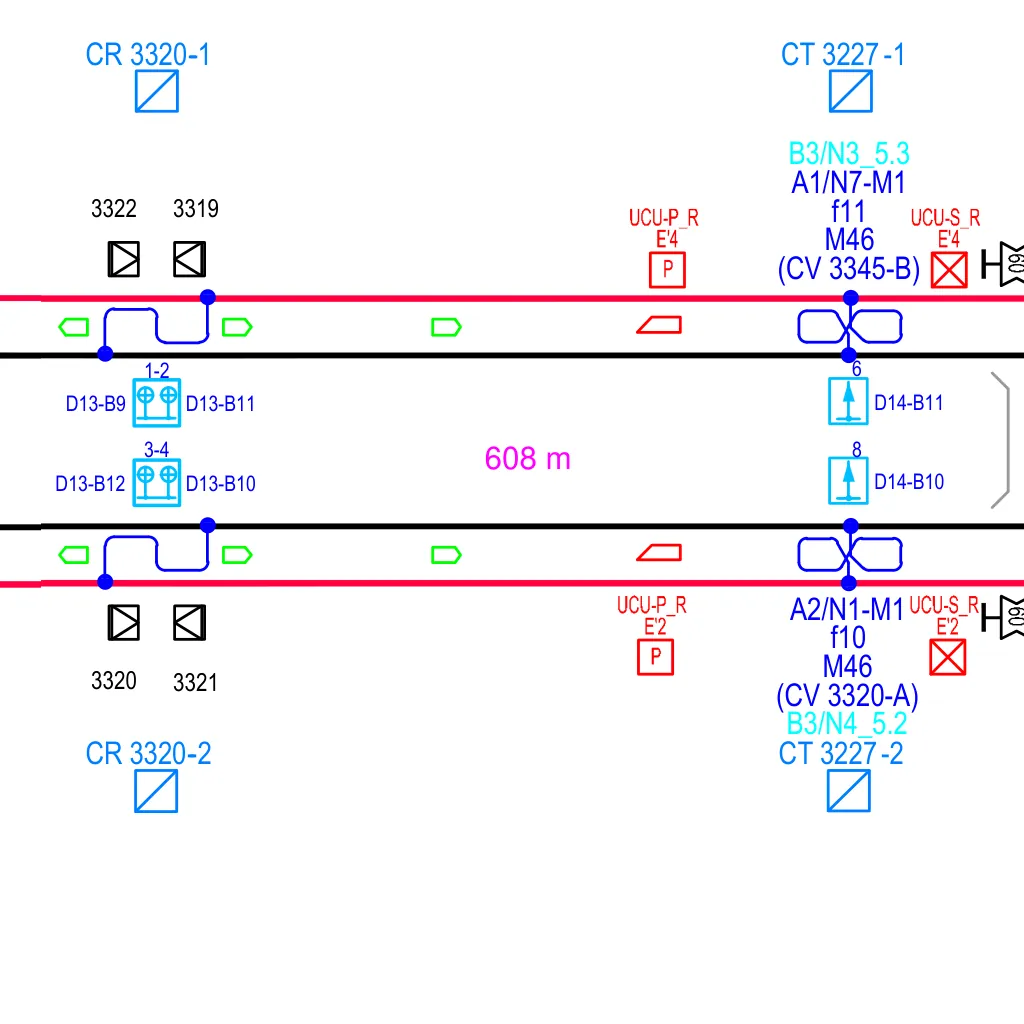 CR 3320-1
CT 3227-1
B3/N3_5.3
A1/N7-M1
f11
M46
(CV 3345-B)
3322 3319
UCU-P_R
E'4
P
UCU-S_R
E'4
1-2
D13-B9 D13-B11
6
D14-B11
3-4
D13-B12 D13-B10
608 m
8
D14-B10
3320 3321
UCU-P_R
E'2
P
A2/N1-M1
f10
M46
(CV 3320-A)
B3/N4_5.2
UCU-S_R
E'2
CR 3320-2
CT 3227-2